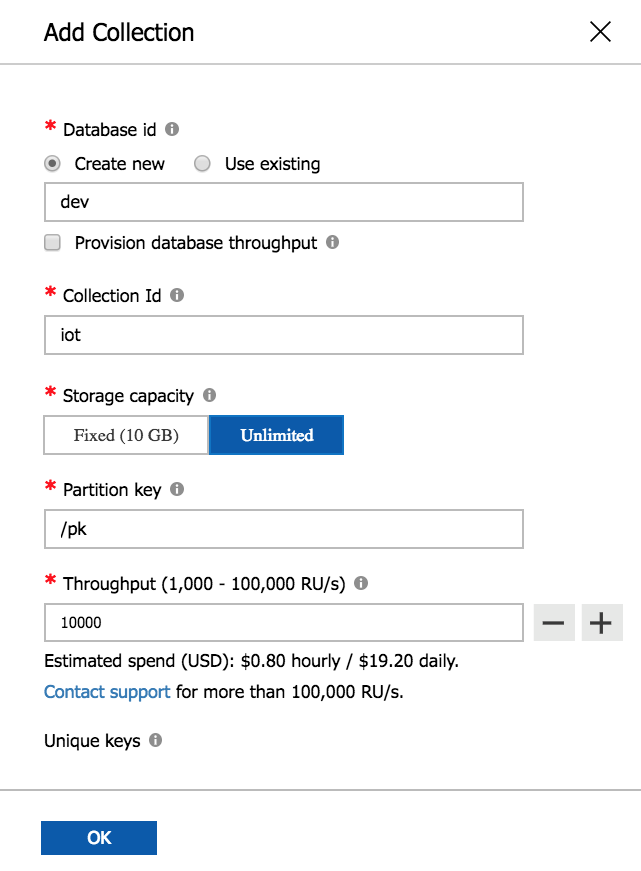 Add Collection
* Database id
Create new Use existing
dev
Provision database throughput
* Collection Id
iot
* Storage capacity
Fixed (10 GB) Unlimited
* Partition key
/pk
* Throughput (1,000 - 100,000 RU/s)
10000
Estimated spend (USD): $0.80 hourly / $19.20 daily.
Contact support for more than 100,000 RU/s.
Unique keys
OK